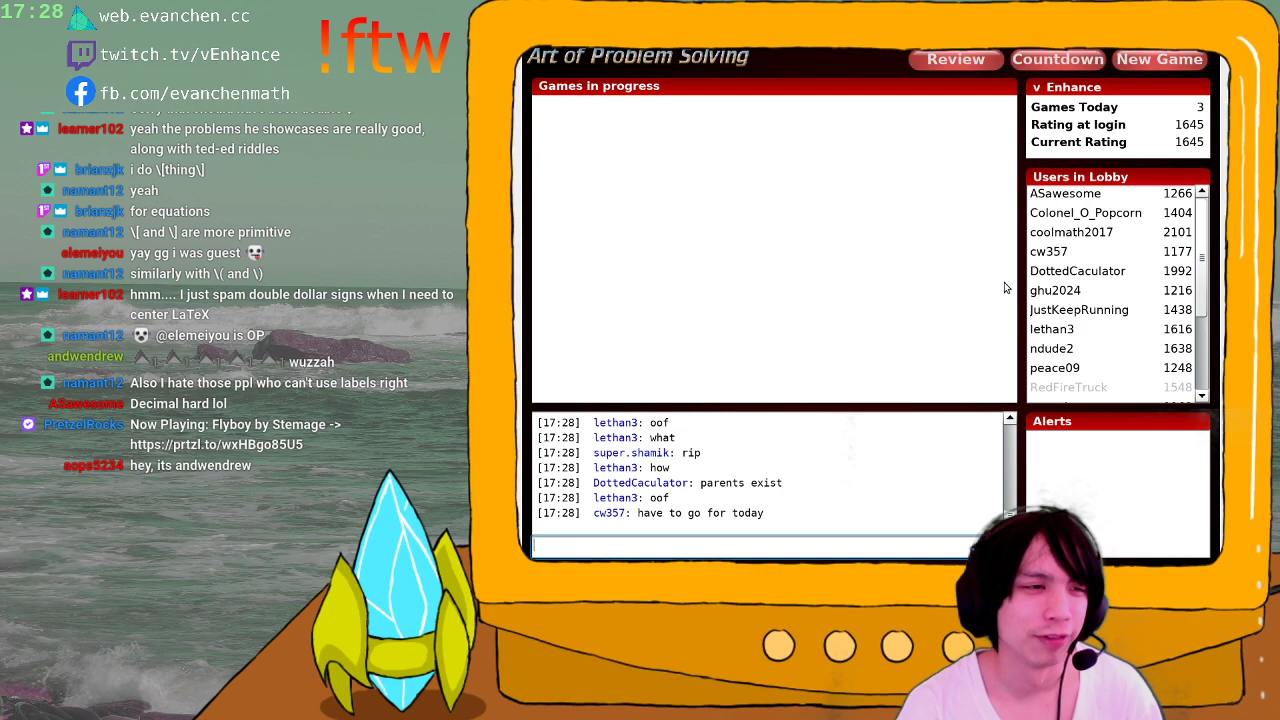 17:28
web.evanchen.cc
twitch.tv/vEnhance
fb.com/evanchenmath
!ftw
learner102 yeah the problems he showcases are really good,
along with ted-ed riddles
brianzjk i do \[thing\]
namant12 yeah
brianzjk for equations
namant12 \[ and \] are more primitive
elemeiyou yay gg i was guest
namant12 similarly with \( and \)
learner102 hmm.... I just spam double dollar signs when I need to
center LaTeX
namant12 @elemeiyou is OP
andwendrew wuzzah
namant12 Also I hate those ppl who can't use labels right
ASawesome Decimal hard lol
PretzelRocks Now Playing: Flyboy by Stemage ->
https://prtzl.to/wxHBgo85U5
aops5234 hey, its andwendrew
Art of Problem Solving
Review
Countdown
New Game
Games in progress
[17:28] lethan3: oof
[17:28] lethan3: what
[17:28] super.shamik: rip
[17:28] lethan3: how
[17:28] DottedCaculator: parents exist
[17:28] lethan3: oof
[17:28] cw357: have to go for today
v Enhance
Games Today 3
Rating at login 1645
Current Rating 1645
Users in Lobby
ASawesome 1266
Colonel_O_Popcorn 1404
coolmath2017 2101
cw357 1177
DottedCaculator 1992
ghu2024 1216
JustKeepRunning 1438
lethan3 1616
ndude2 1638
peace09 1248
RedFireTruck 1548
Alerts